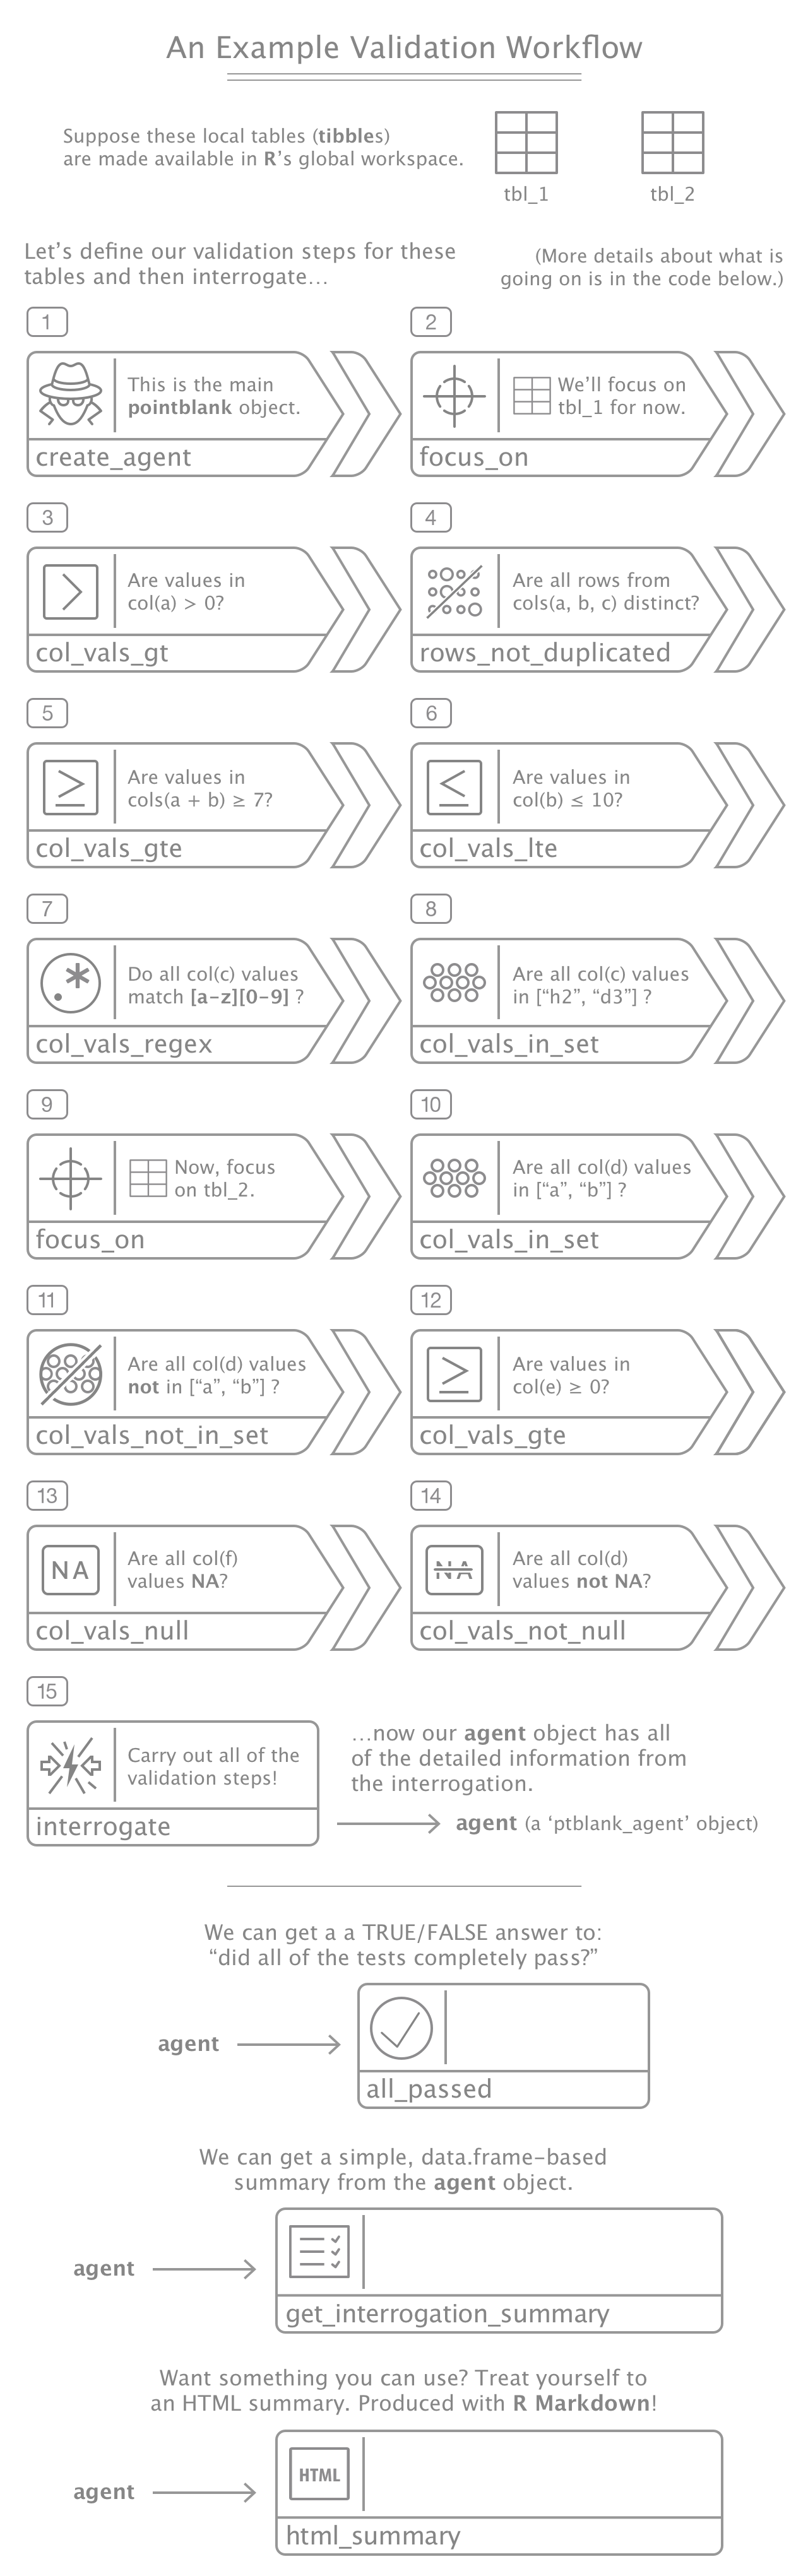 An Example Validation Workflow
Suppose these local tables (tibbles)
are made available in R’s global workspace.
tbl_1
tbl_2
Let’s define our validation steps for these
tables and then interrogate…
(More details about what is
going on is in the code below.)
1
This is the main
pointblank object.
create_agent
2
We’ll focus on
tbl_1 for now.
focus_on
3
>
Are values in
col(a) > 0?
col_vals_gt
4
Are all rows from
cols(a, b, c) distinct?
rows_not_duplicated
5
≥
Are values in
cols(a + b) ≥ 7?
col_vals_gte
6
≤
Are values in
col(b) ≤ 10?
col_vals_lte
7
.*
Do all col(c) values
match [a–z][0–9] ?
col_vals_regex
8
Are all col(c) values
in [“h2”, “d3”] ?
col_vals_in_set
9
Now, focus
on tbl_2.
focus_on
10
Are all col(d) values
in [“a”, “b”] ?
col_vals_in_set
11
Are all col(d) values
not in [“a”, “b”] ?
col_vals_not_in_set
12
≥
Are values in
col(e) ≥ 0?
col_vals_gte
13
NA
Are all col(f)
values NA?
col_vals_null
14
NA
Are all col(d)
values not NA?
col_vals_not_null
15
Carry out all of the
validation steps!
interrogate
…now our agent object has all
of the detailed information from
the interrogation.
agent (a ‘ptblank_agent’ object)
We can get a a TRUE/FALSE answer to:
“did all of the tests completely pass?”
agent
all_passed
We can get a simple, data.frame–based
summary from the agent object.
agent
get_interrogation_summary
Want something you can use? Treat yourself to
an HTML summary. Produced with R Markdown!
agent
HTML
html_summary